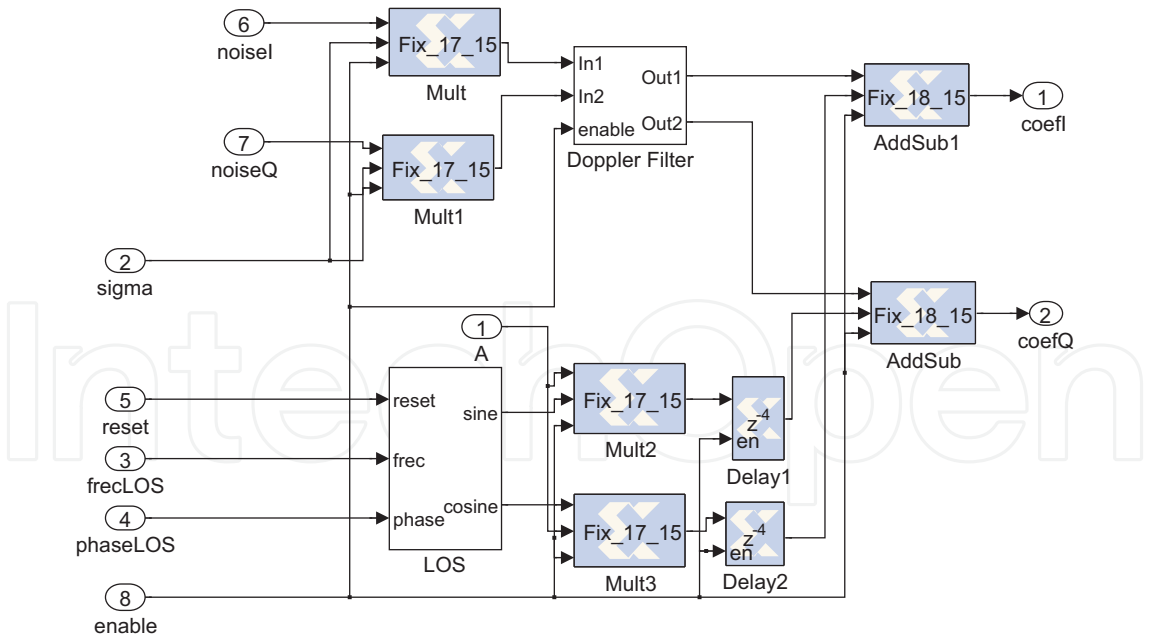 6
noiseI
Fix_17_15
Mult
7
noiseQ
Fix_17_15
Mult1
In1
In2
enable
Out1
Out2
Doppler Filter
Fix_18_15
AddSub1
1
coefI
2
sigma
Fix_18_15
AddSub
2
coefQ
1
A
5
reset
3
frecLOS
4
phaseLOS
reset
frec
phase
sine
cosine
LOS
Fix_17_15
Mult2
z-4
en
Delay1
Fix_17_15
Mult3
z-4
en
Delay2
8
enable
IntechOpen